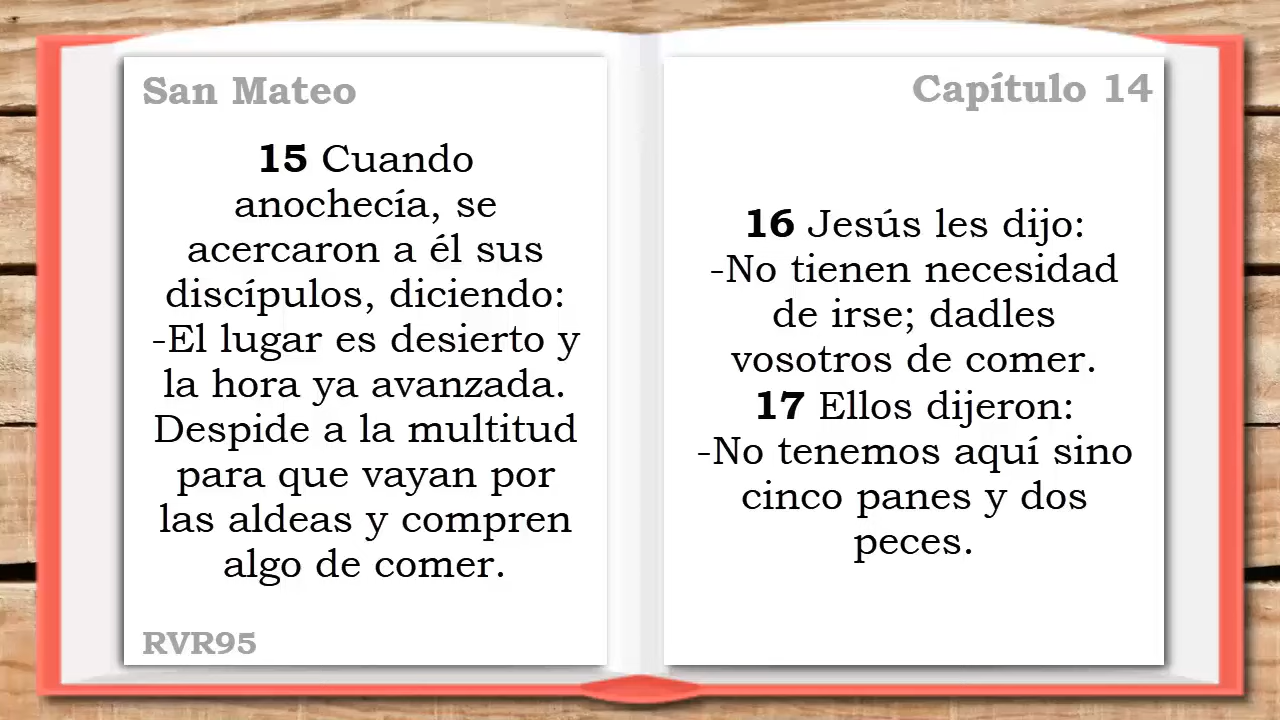 San Mateo
15 Cuando
anochecía, se
acercaron a él sus
discípulos, diciendo:
-El lugar es desierto y
la hora ya avanzada.
Despide a la multitud
para que vayan por
las aldeas y compren
algo de comer.
RVR95
Capítulo 14
16 Jesús les dijo:
-No tienen necesidad
de irse; dadles
vosotros de comer.
17 Ellos dijeron:
-No tenemos aquí sino
cinco panes y dos
peces.